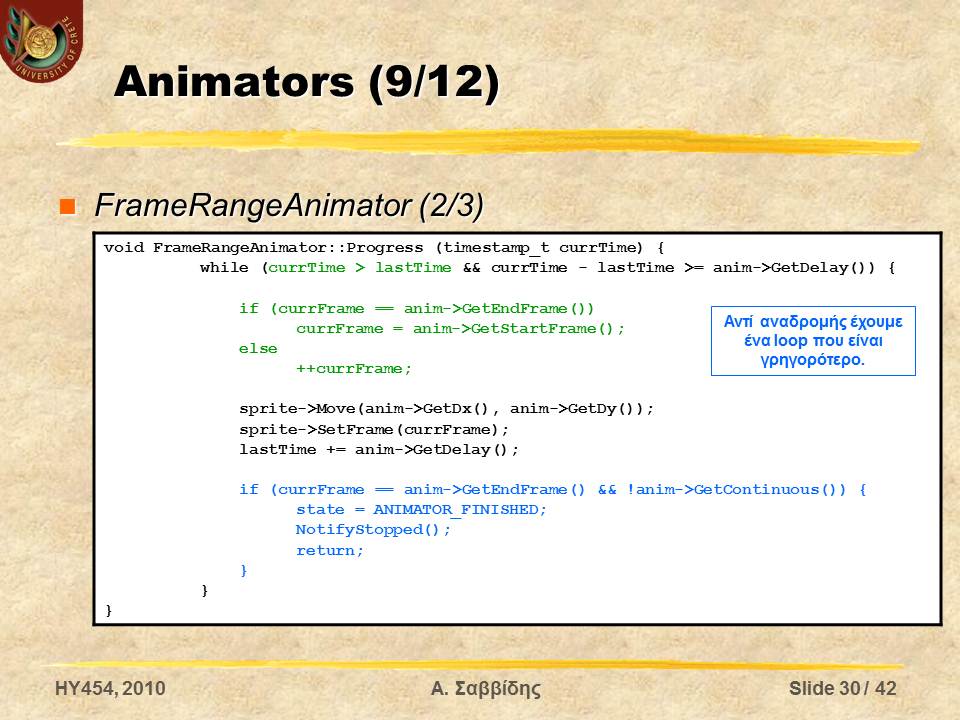 UNIVERSITY OF CRETE
Animators (9/12)
FrameRangeAnimator (2/3)
void FrameRangeAnimator::Progress (timestamp_t currTime) {
while (currTime > lastTime && currTime - lastTime >= anim->GetDelay()) {
if (currFrame == anim->GetEndFrame())
currFrame = anim->GetStartFrame();
else
++currFrame;
Αντί αναδρομής έχουμε
ένα loop που είναι
γρηγορότερο.
sprite->Move(anim->GetDx(), anim->GetDy());
sprite->SetFrame(currFrame);
lastTime += anim->GetDelay();
if (currFrame == anim->GetEndFrame() && !anim->GetContinuous()) {
state = ANIMATOR_FINISHED;
NotifyStopped();
return;
}
}
}
HY454, 2010
Α. Σαββίδης
Slide 30 / 42